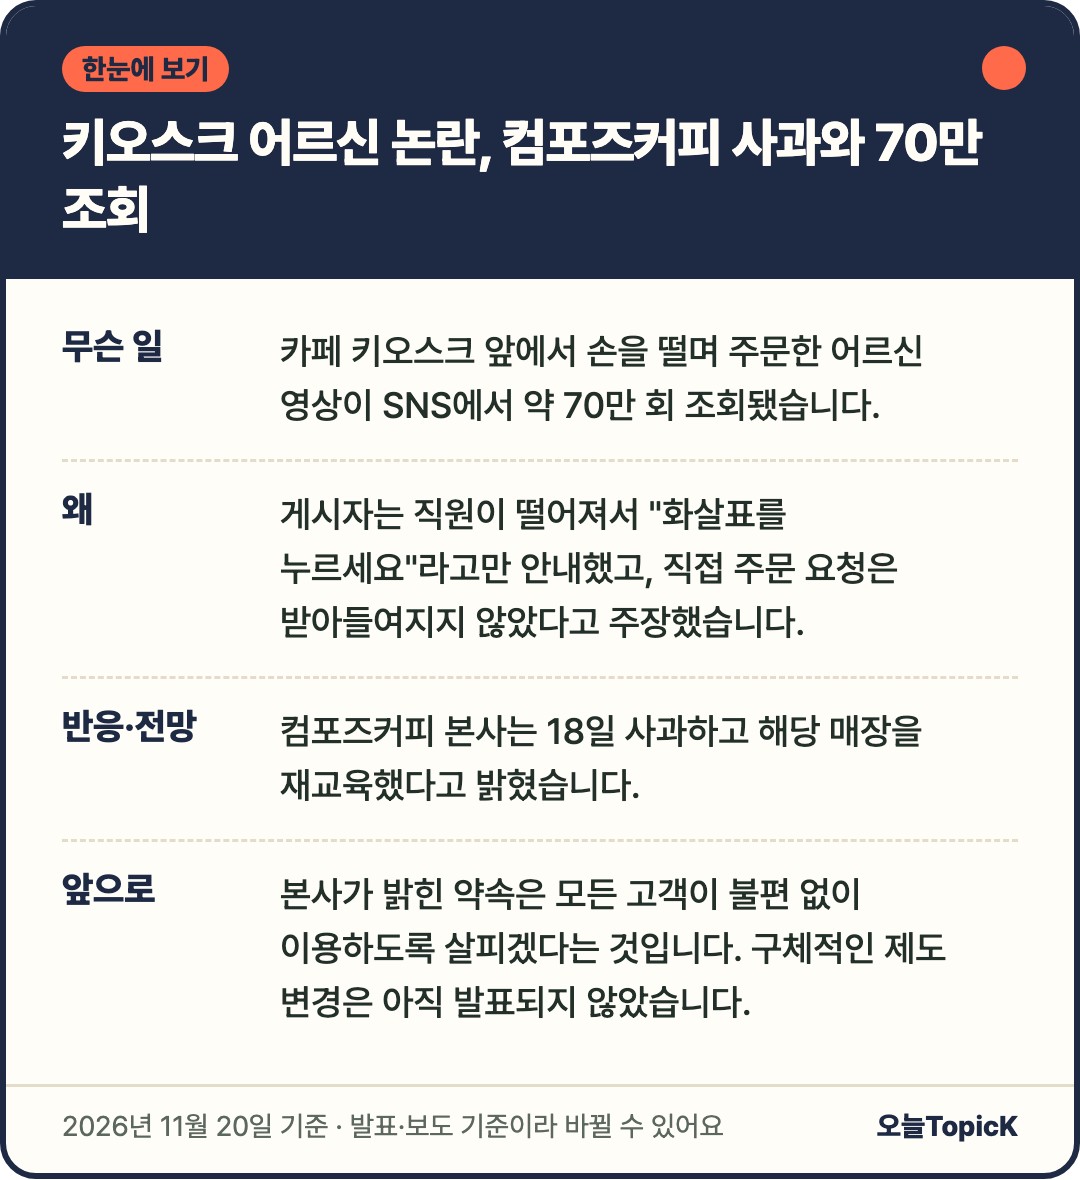 한눈에 보기
키오스크 어르신 논란, 컴포즈커피 사과와 70만
조회
무슨 일
카페 키오스크 앞에서 손을 떨며 주문한 어르신
영상이 SNS에서 약 70만 회 조회됐습니다.
왜
게시자는 직원이 떨어져서 "화살표를
누르세요"라고만 안내했고, 직접 주문 요청은
받아들여지지 않았다고 주장했습니다.
반응·전망
컴포즈커피 본사는 18일 사과하고 해당 매장을
재교육했다고 밝혔습니다.
앞으로
본사가 밝힌 약속은 모든 고객이 불편 없이
이용하도록 살피겠다는 것입니다. 구체적인 제도
변경은 아직 발표되지 않았습니다.
2026년 11월 20일 기준 · 발표·보도 기준이라 바뀔 수 있어요
오늘TopicK